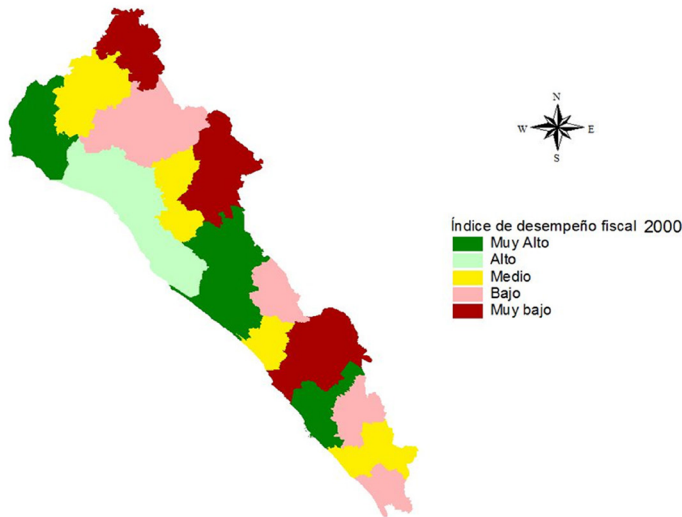 N
W E
S
Índice de desempeño fiscal 2000
Muy Alto
Alto
Medio
Bajo
Muy bajo